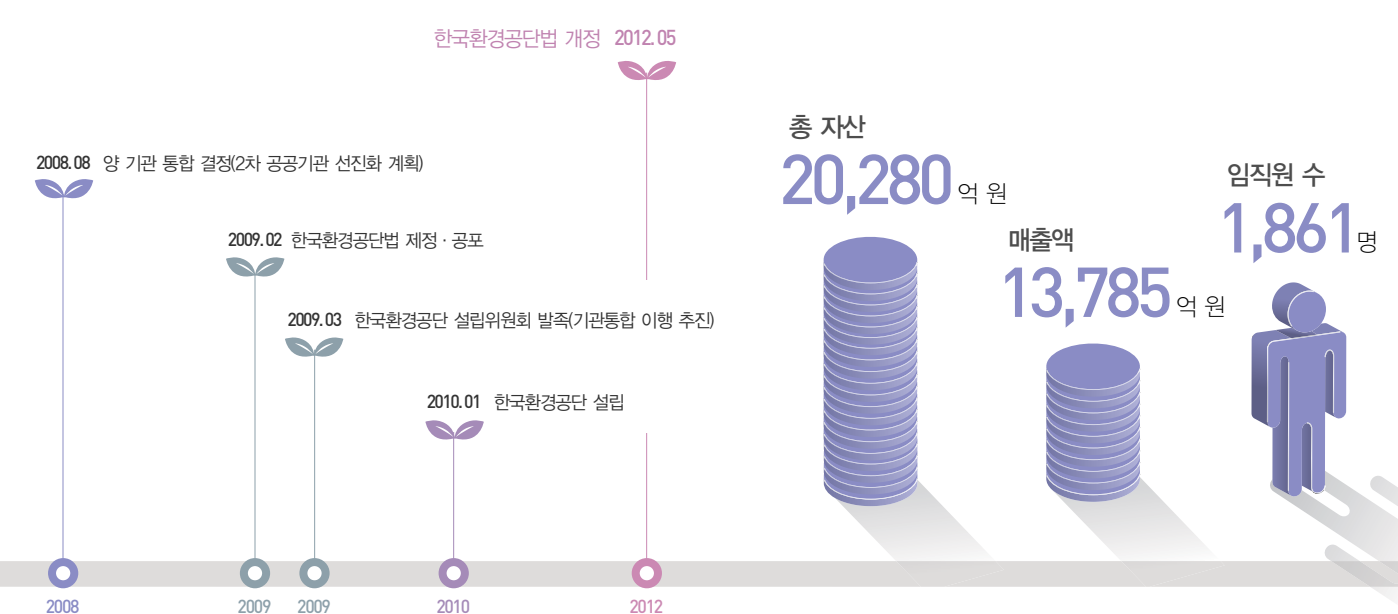 한국환경공단법 개정 2012.05
2008.08 양 기관 통합 결정(2차 공공기관 선진화 계획)
2009.02 한국환경공단법 제정 · 공포
2009.03 한국환경공단 설립위원회 발족(기관통합 이행 추진)
2010.01 한국환경공단 설립
2008
2009
2009
2010
2012
총 자산
20,280억 원
매출액
13,785억 원
임직원 수
1,861명